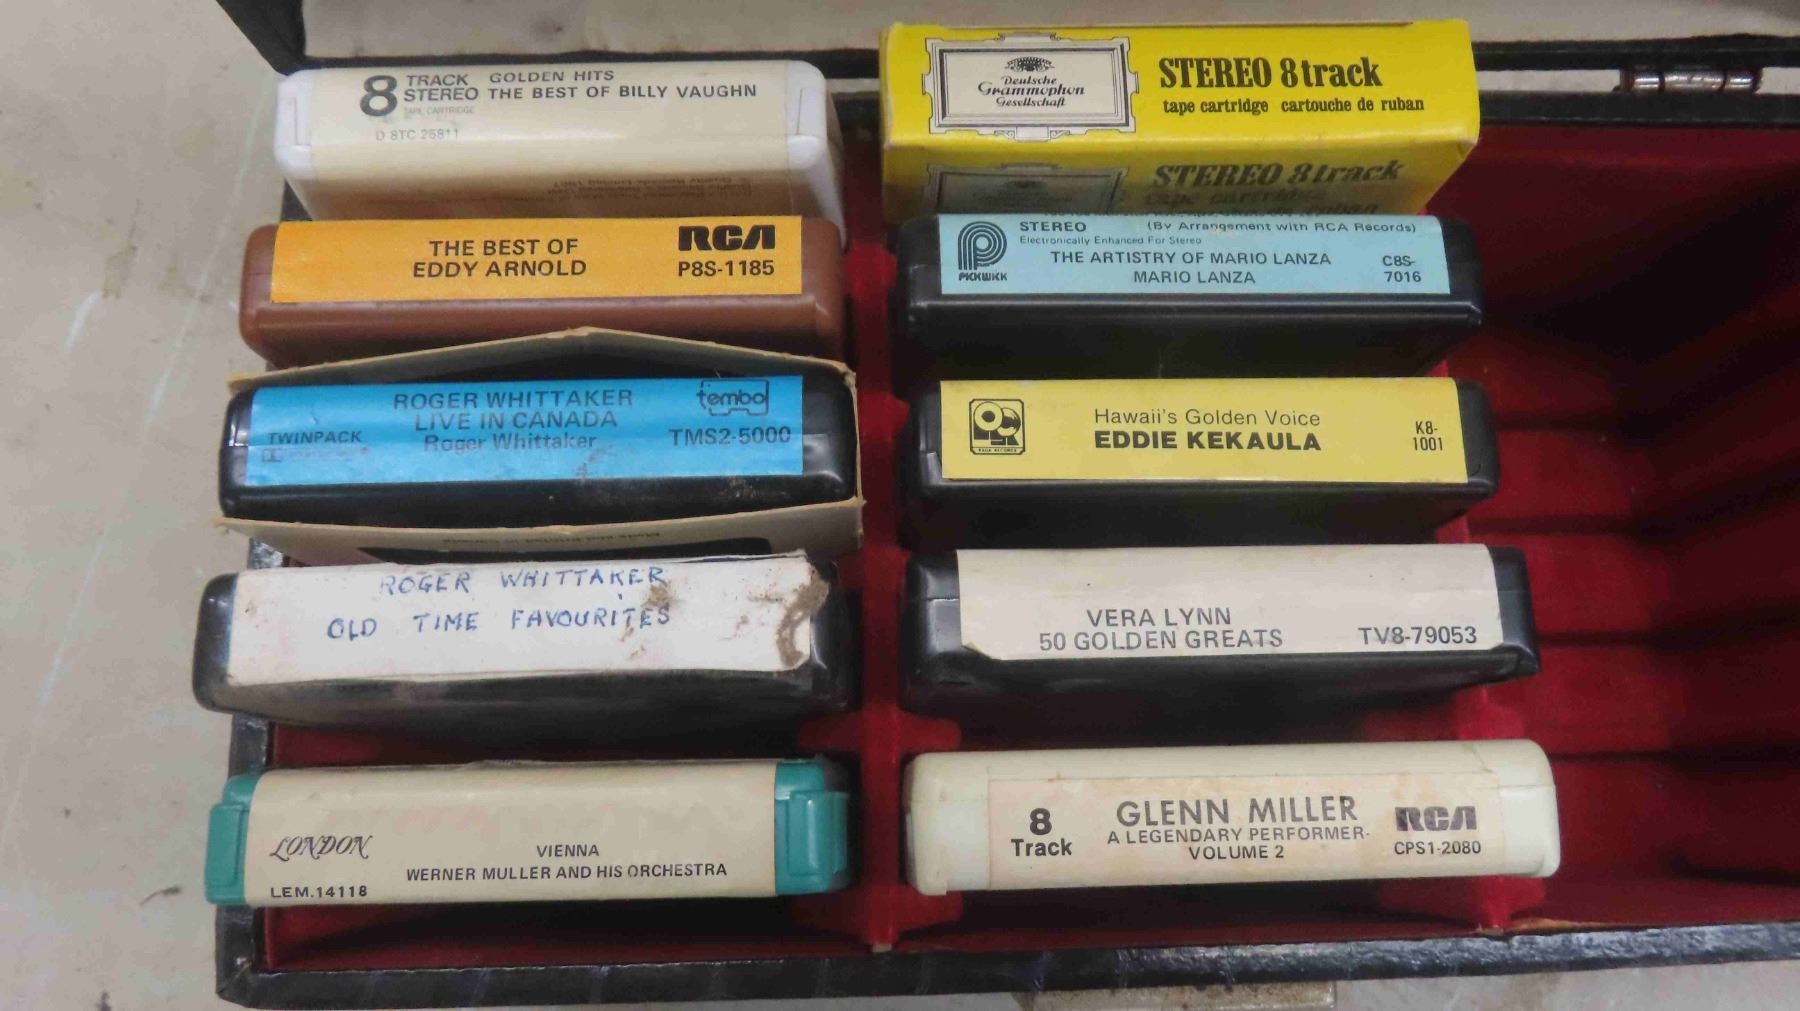 8 TRACK STEREO
TAPE CARTRIDGE
GOLDEN HITS
THE BEST OF BILLY VAUGHN
D 8TC 25811
THE BEST OF
EDDY ARNOLD
RCA
P8S-1185
ROGER WHITTAKER
LIVE IN CANADA
Roger Whittaker
TWINPACK
tembo
TMS2-5000
ROGER WHITTAKER
OLD TIME FAVOURITES
LONDON
LEM.14118
VIENNA
WERNER MULLER AND HIS ORCHESTRA
Deutsche
Grammophon
Gesellschaft
STEREO 8 track
tape cartridge cartouche de ruban
STEREO 8 track
PICKWICK
STEREO (By Arrangement with RCA Records)
Electronically Enhanced For Stereo
THE ARTISTRY OF MARIO LANZA
MARIO LANZA
C8S-
7016
Hawaii's Golden Voice
EDDIE KEKAULA
K8-
1001
VERA LYNN
50 GOLDEN GREATS
TV8-79053
8
Track
GLENN MILLER
A LEGENDARY PERFORMER-
VOLUME 2
RCA
CPS1-2080